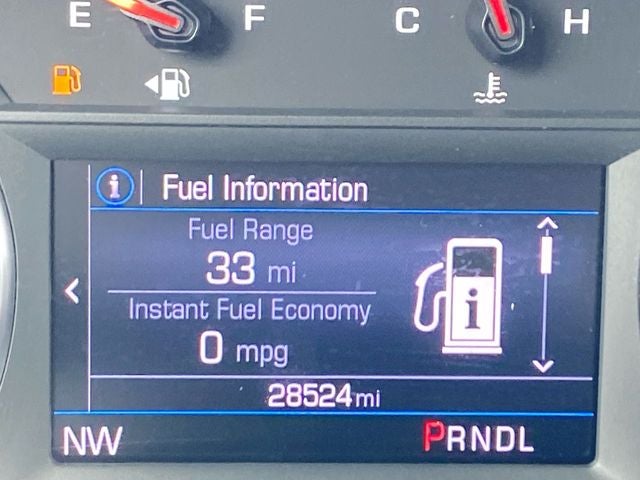 E F C H
i Fuel Information
Fuel Range
33 mi
i
Instant Fuel Economy
0 mpg
28524mi
NW PRNDL